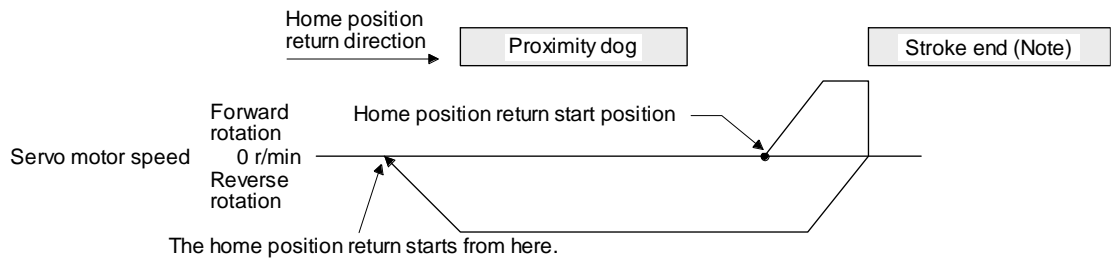 Home position
return direction
Proximity dog
Stroke end (Note)
Forward
rotation
Home position return start position
Servo motor speed
0 r/min
Reverse
rotation
The home position return starts from here.